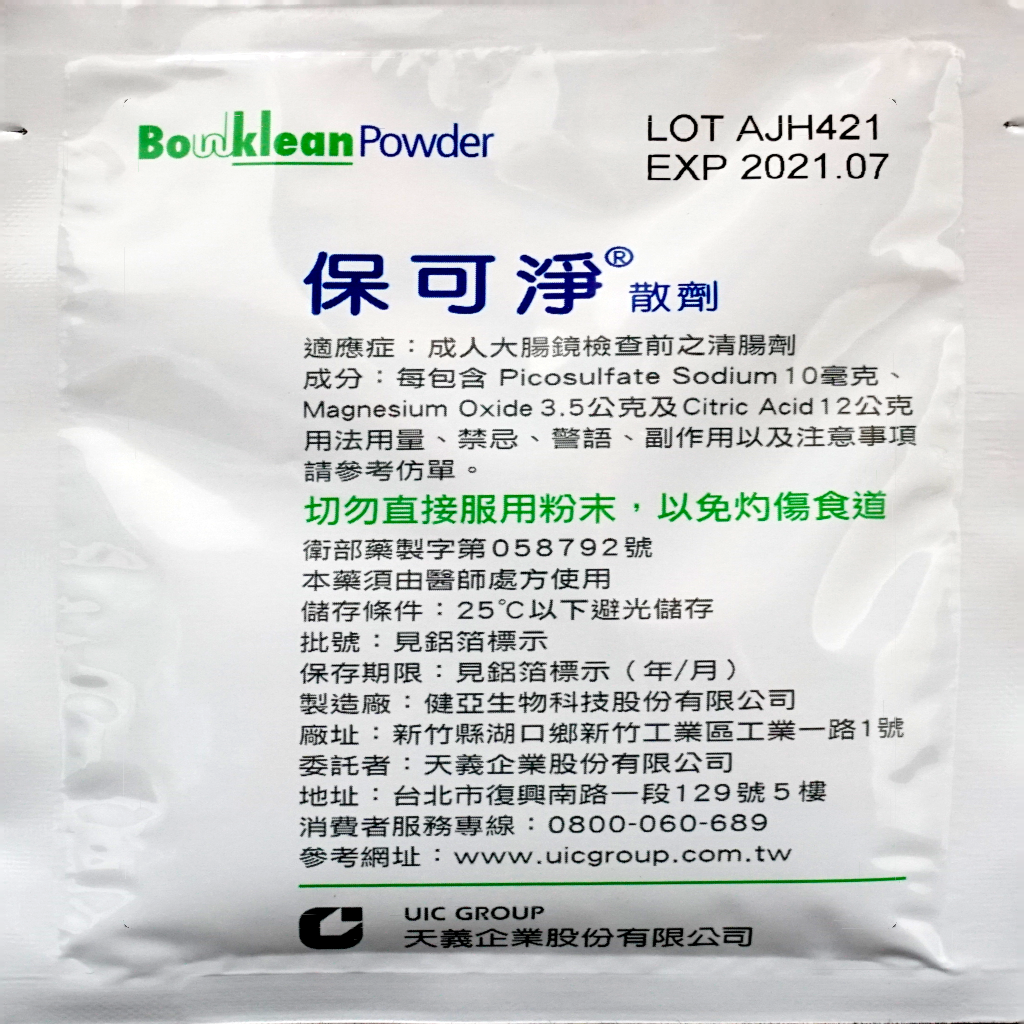 Bowklean Powder
LOT AJH421
EXP 2021.07
保可淨® 散劑
適應症：成人大腸鏡檢查前之清腸劑
成分：每包含 Picosulfate Sodium 10毫克、
Magnesium Oxide 3.5公克及Citric Acid 12公克
用法用量、禁忌、警語、副作用以及注意事項
請參考仿單。
切勿直接服用粉末，以免灼傷食道
衛部藥製字第058792號
本藥須由醫師處方使用
儲存條件：25℃以下避光儲存
批號：見鋁箔標示
保存期限：見鋁箔標示（年/月）
製造廠：健亞生物科技股份有限公司
廠址：新竹縣湖口鄉新竹工業區工業一路1號
委託者：天義企業股份有限公司
地址：台北市復興南路一段129號5樓
消費者服務專線：0800-060-689
參考網址：www.uicgroup.com.tw
UIC GROUP
天義企業股份有限公司